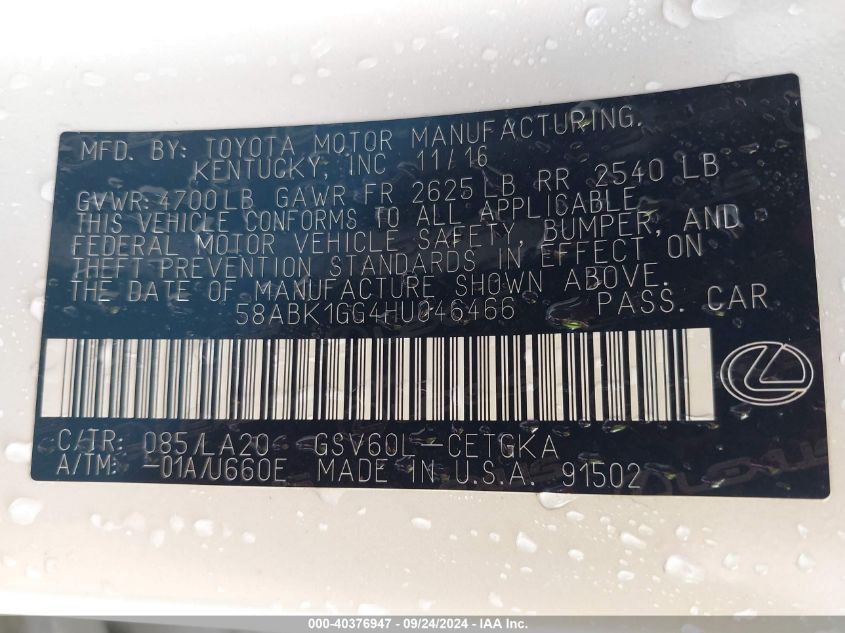 MFD. BY: TOYOTA MOTOR MANUFACTURING.
KENTUCKY, INC 11/16
GVWR: 4700LB GAWR FR 2625LB RR 2540 LB
THIS VEHICLE CONFORMS TO ALL APPLICABLE
FEDERAL MOTOR VEHICLE SAFETY, BUMPER, AND
THEFT PREVENTION STANDARDS IN EFFECT ON
THE DATE OF MANUFACTURE SHOWN ABOVE.
58ABK1GG4HU046466 PASS. CAR
C/TR: 085/LA20 GSV60L-CETGKA
A/TM: -01A/U660E MADE IN U.S.A. 91502
000-40376947 - 09/24/2024 - IAA Inc.